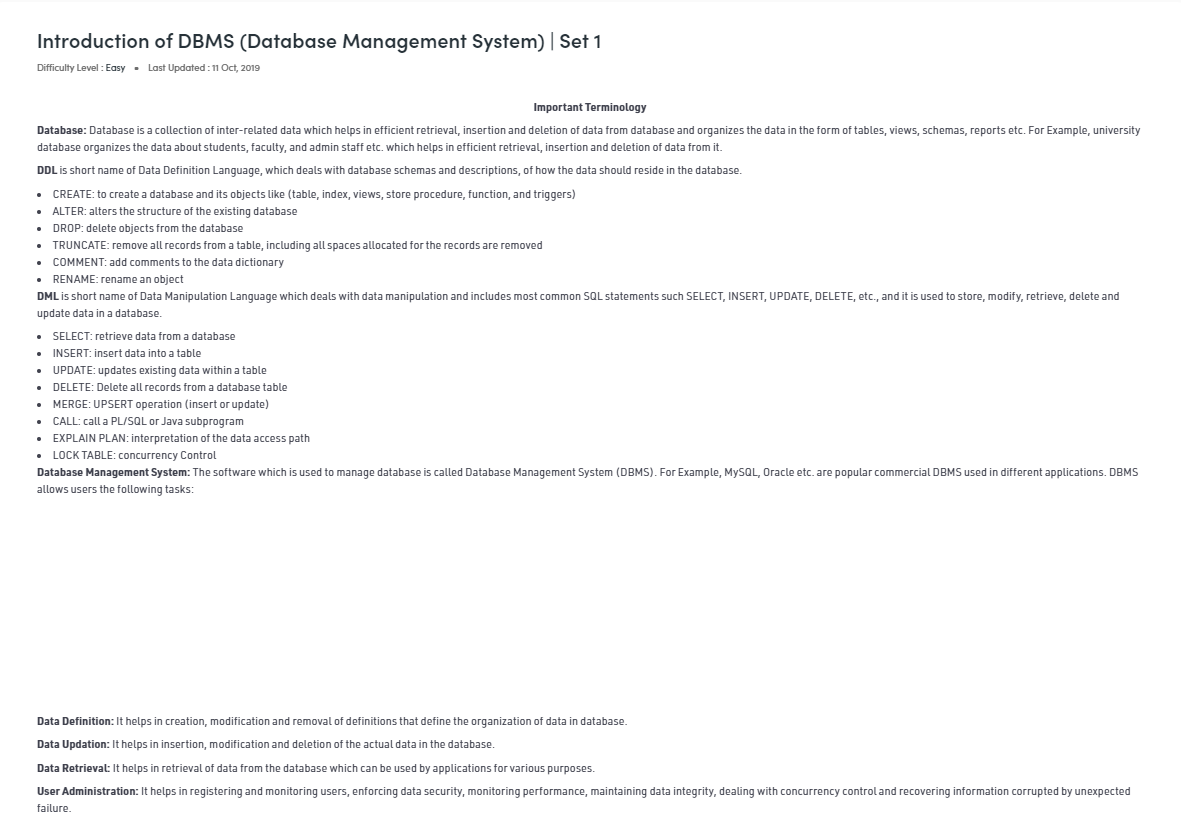 Introduction of DBMS (Database Management System) | Set 1
Difficulty Level : Easy • Last Updated : 11 Oct, 2019
Important Terminology
Database: Database is a collection of inter-related data which helps in efficient retrieval, insertion and deletion of data from database and organizes the data in the form of tables, views, schemas, reports etc. For Example, university
database organizes the data about students, faculty, and admin staff etc. which helps in efficient retrieval, insertion and deletion of data from it.
DDL is short name of Data Definition Language, which deals with database schemas and descriptions, of how the data should reside in the database.
• CREATE: to create a database and its objects like (table, index, views, store procedure, function, and triggers)
• ALTER: alters the structure of the existing database
• DROP: delete objects from the database
• TRUNCATE: remove all records from a table, including all spaces allocated for the records are removed
• COMMENT: add comments to the data dictionary
• RENAME: rename an object
DML is short name of Data Manipulation Language which deals with data manipulation and includes most common SQL statements such SELECT, INSERT, UPDATE, DELETE, etc., and it is used to store, modify, retrieve, delete and
update data in a database.
• SELECT: retrieve data from a database
• INSERT: insert data into a table
• UPDATE: updates existing data within a table
• DELETE: Delete all records from a database table
• MERGE: UPSERT operation (insert or update)
• CALL: call a PL/SQL or Java subprogram
• EXPLAIN PLAN: interpretation of the data access path
• LOCK TABLE: concurrency Control
Database Management System: The software which is used to manage database is called Database Management System (DBMS). For Example, MySQL, Oracle etc. are popular commercial DBMS used in different applications. DBMS
allows users the following tasks:
Data Definition: It helps in creation, modification and removal of definitions that define the organization of data in database.
Data Updation: It helps in insertion, modification and deletion of the actual data in the database.
Data Retrieval: It helps in retrieval of data from the database which can be used by applications for various purposes.
User Administration: It helps in registering and monitoring users, enforcing data security, monitoring performance, maintaining data integrity, dealing with concurrency control and recovering information corrupted by unexpected
failure.